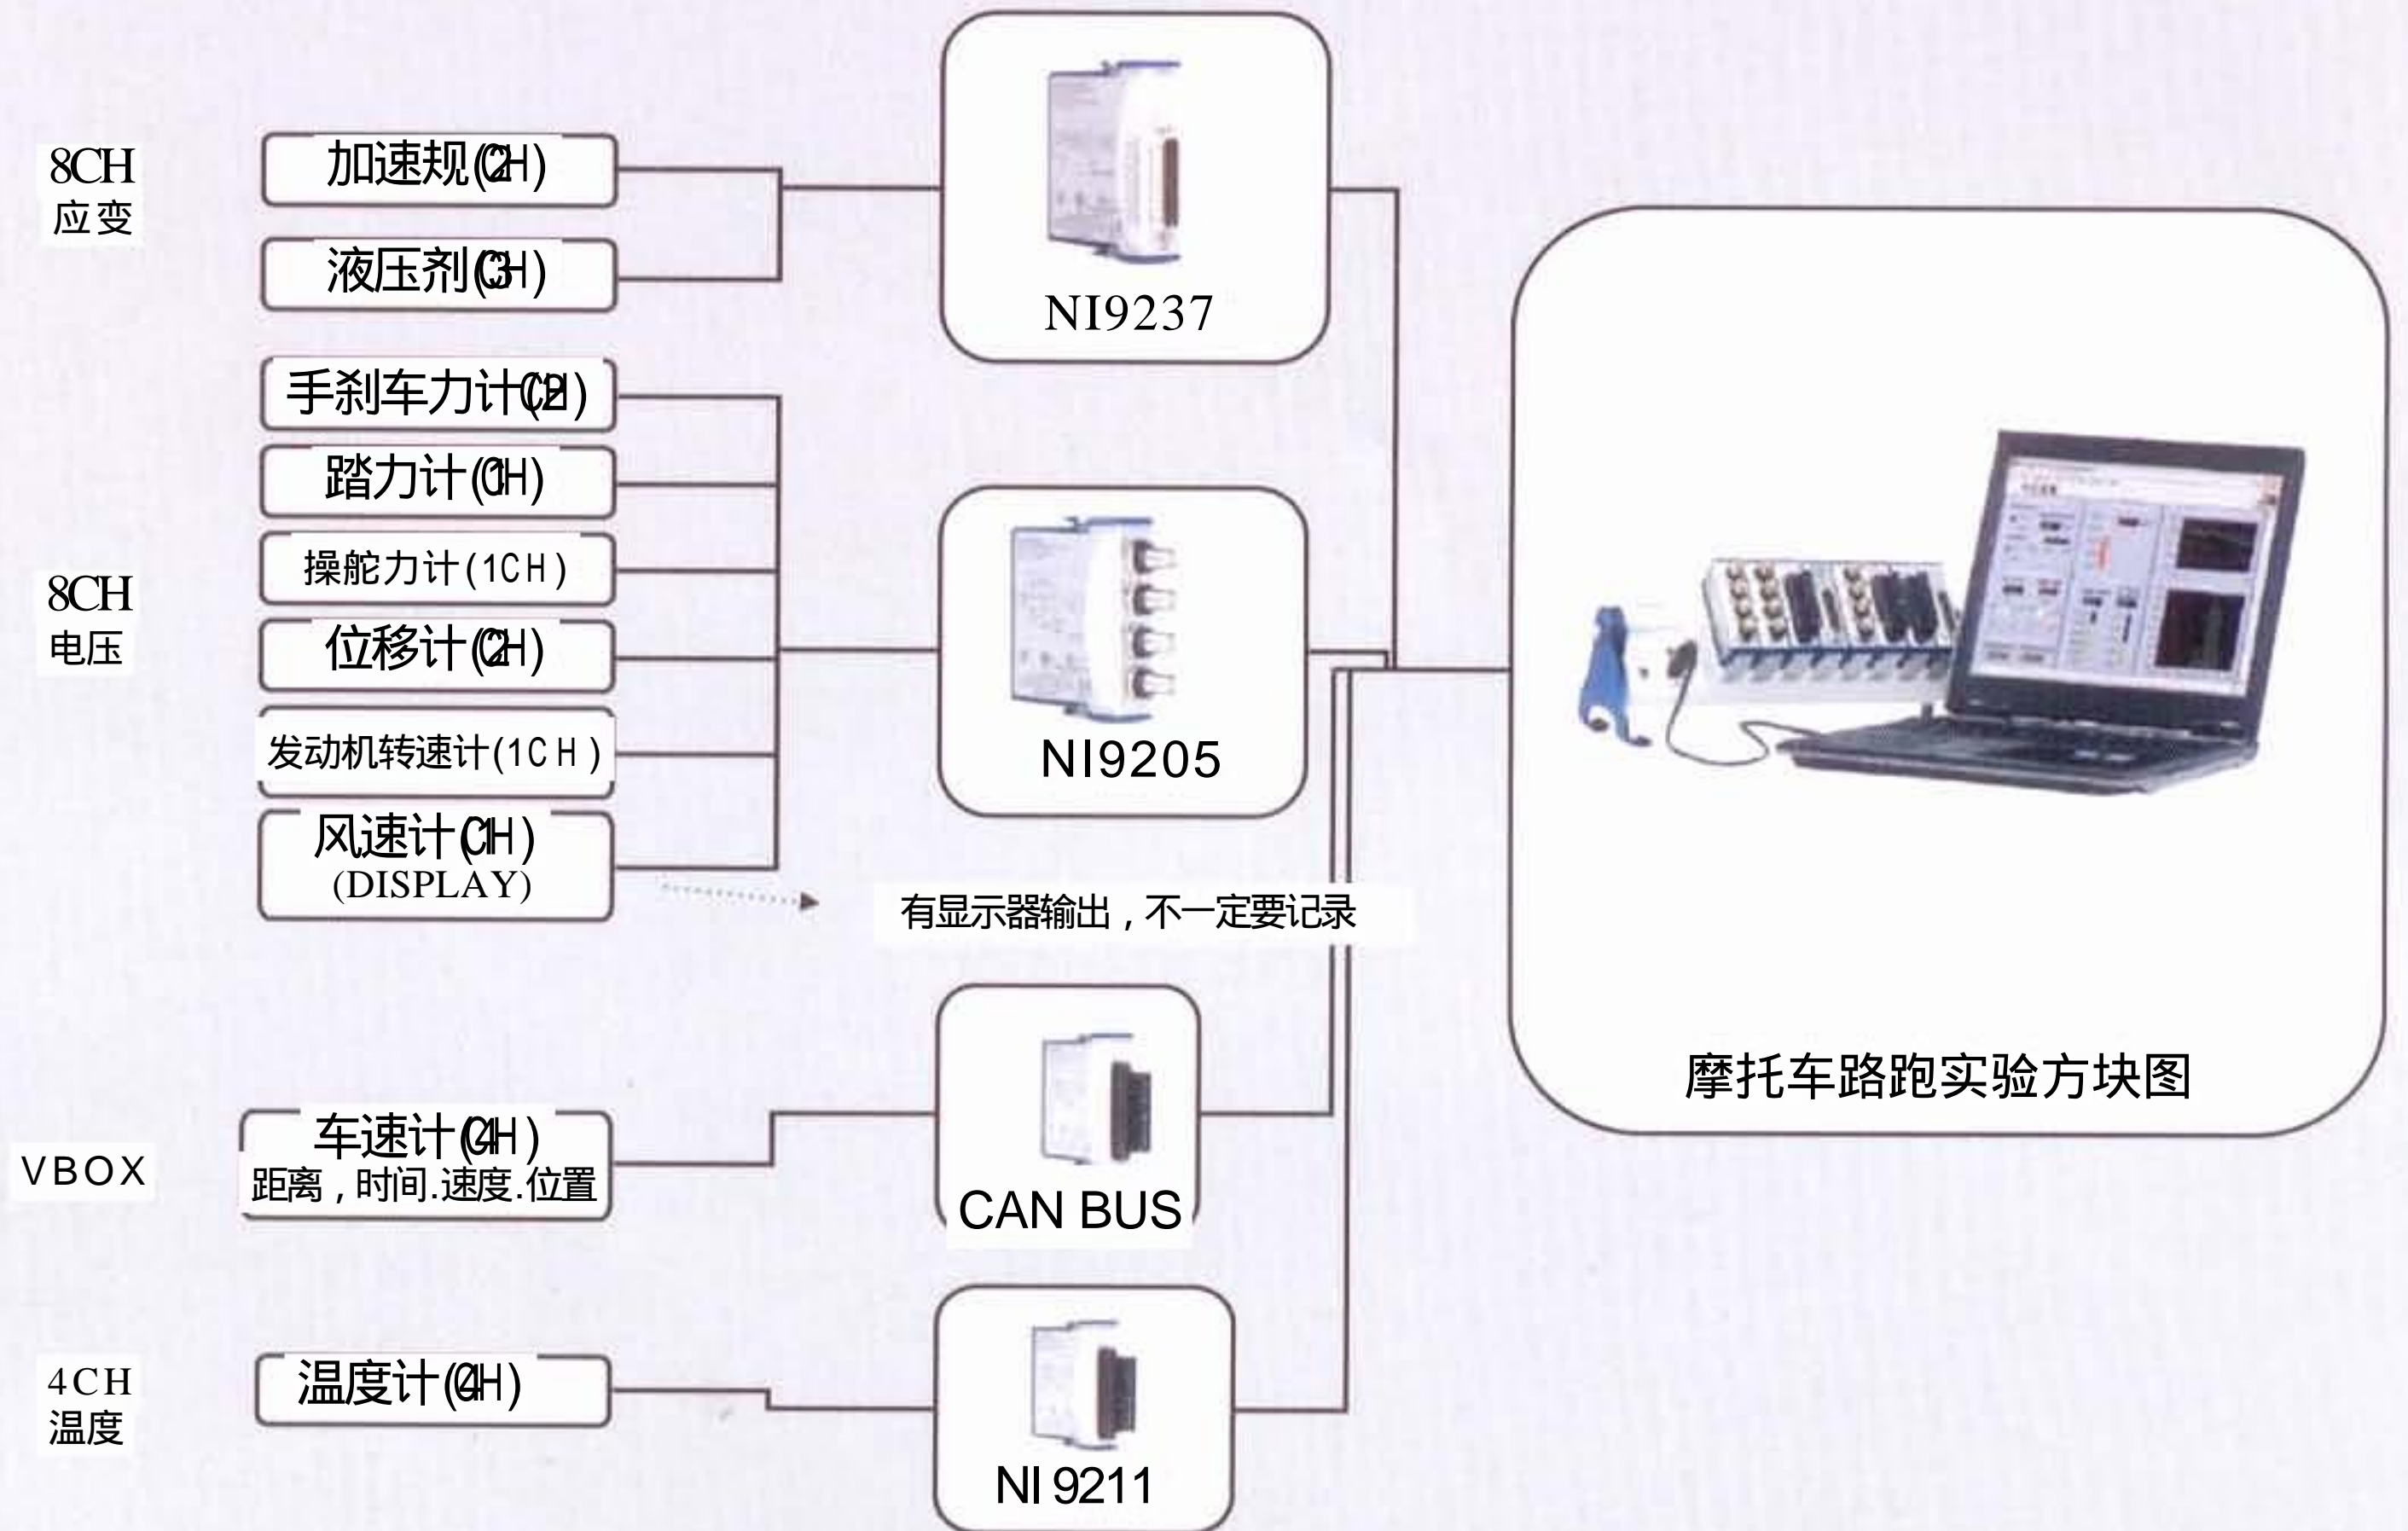 8CH
应变
加速规(2CH)
液压剂(3CH)
NI9237
8CH
电压
手刹车力计(2CH)
踏力计(1CH)
操舵力计(1CH)
位移计(2CH)
发动机转速计(1CH)
风速计(1CH)
(DISPLAY)
NI9205
有显示器输出，不一定要记录
VBOX
车速计(4CH)
距离，时间.速度.位置
CAN BUS
4CH
温度
温度计(4CH)
NI 9211
摩托车路跑实验方块图